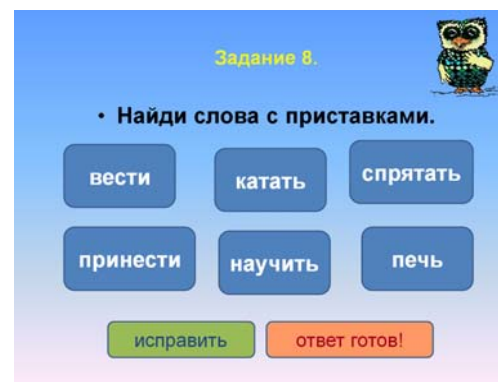 Задание 8.
• Найди слова с приставками.
вести катать спрятать
принести научить печь
исправить ответ готов!